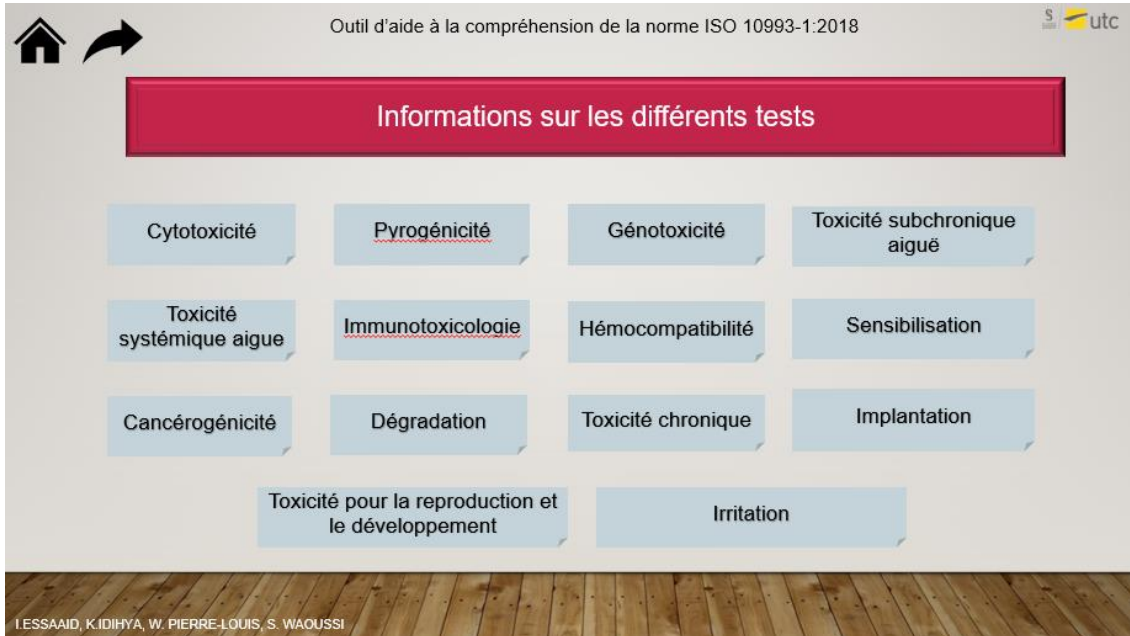 Outil d'aide à la compréhension de la norme ISO 10993-1:2018
S
utc
Informations sur les différents tests
Cytotoxicité
Pyrogénicité
Génotoxicité
Toxicité subchronique
aiguë
Toxicité
systémique aigue
Immunotoxicologie
Hémocompatibilité
Sensibilisation
Cancérogénicité
Dégradation
Toxicité chronique
Implantation
Toxicité pour la reproduction et
le développement
Irritation
I.ESSAAID, K.IDIHYA, W. PIERRE-LOUIS, S. WAOUSSI